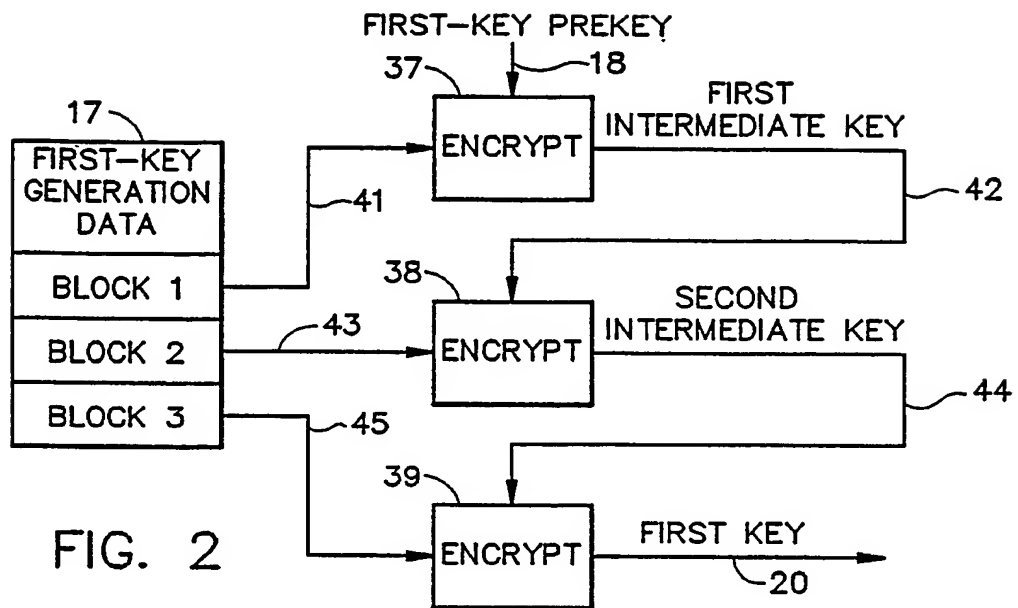 FIRST-KEY PREKEY
18
37
17
FIRST-KEY
GENERATION
DATA
BLOCK 1
BLOCK 2
BLOCK 3
41
43
45
ENCRYPT
FIRST
INTERMEDIATE KEY
42
38
ENCRYPT
SECOND
INTERMEDIATE KEY
44
39
ENCRYPT
FIRST KEY
20
FIG. 2